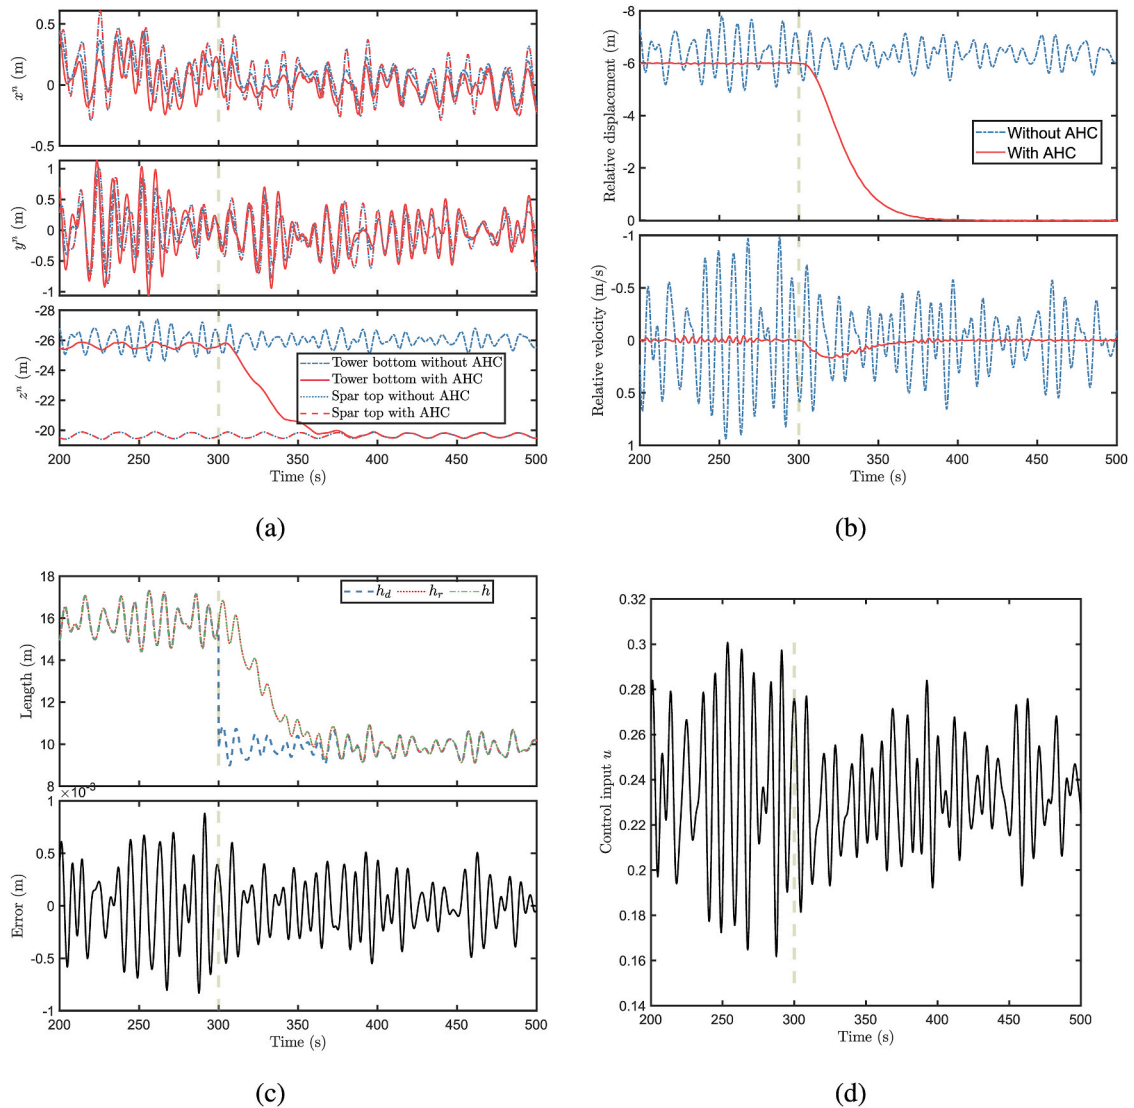 0.5
0
-0.5
xⁿ (m)
1
0.5
0
-0.5
-1
yⁿ (m)
-28
-26
-24
-22
-20
zⁿ (m)
Tower bottom without AHC
Tower bottom with AHC
Spar top without AHC
Spar top with AHC
200 250 300 350 400 450 500
Time (s)
(a)
-8
-6
-4
-2
0
Relative displacement (m)
Without AHC
With AHC
-1
-0.5
0
0.5
1
Relative velocity (m/s)
200 250 300 350 400 450 500
Time (s)
(b)
18
16
14
12
10
8
Length (m)
h_d h_r h
×10⁻³
1
0.5
0
-0.5
-1
Error (m)
200 250 300 350 400 450 500
Time (s)
(c)
0.32
0.3
0.28
0.26
0.24
0.22
0.2
0.18
0.16
0.14
Control input u
200 250 300 350 400 450 500
Time (s)
(d)